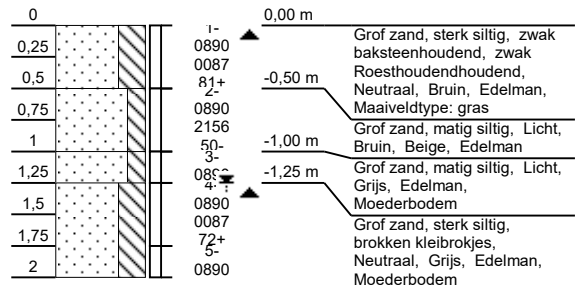 0
0,25
0,5
0,75
1
1,25
1,5
1,75
2
1-
0890
0087
81+
2-
0890
2156
50-
3-
4-
0890
0087
72+
5-
0890
0,00 m
-0,50 m
-1,00 m
-1,25 m
Grof zand, sterk siltig, zwak
baksteenhoudend, zwak
Roesthoudendhoudend,
Neutraal, Bruin, Edelman,
Maaiveldtype: gras
Grof zand, matig siltig, Licht,
Bruin, Beige, Edelman
Grof zand, matig siltig, Licht,
Grijs, Edelman,
Moederbodem
Grof zand, sterk siltig,
brokken kleibrokjes,
Neutraal, Grijs, Edelman,
Moederbodem